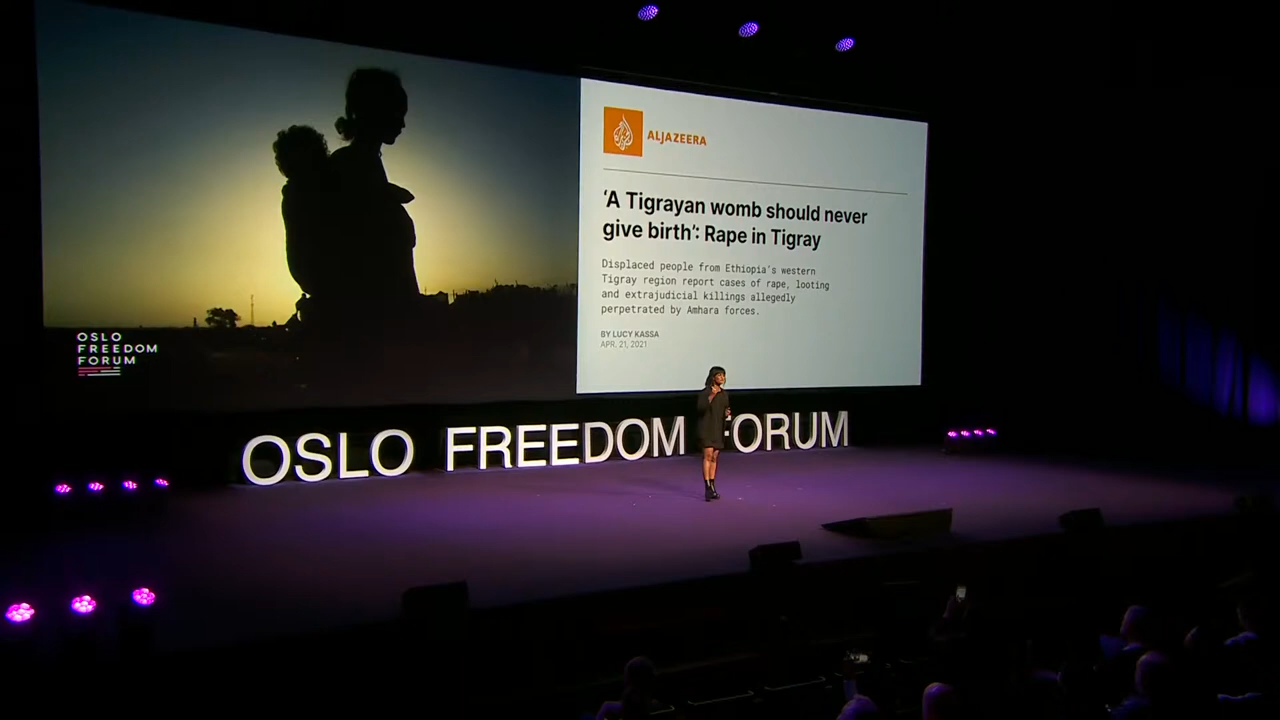 ALJAZEERA
‘A Tigrayan womb should never
give birth’: Rape in Tigray
Displaced people from Ethiopia’s western
Tigray region report cases of rape, looting
and extrajudicial killings allegedly
perpetrated by Amhara forces.
BY LUCY KASSA
APR. 21, 2021
OSLO
FREEDOM
FORUM
OSLO FREEDOM FORUM